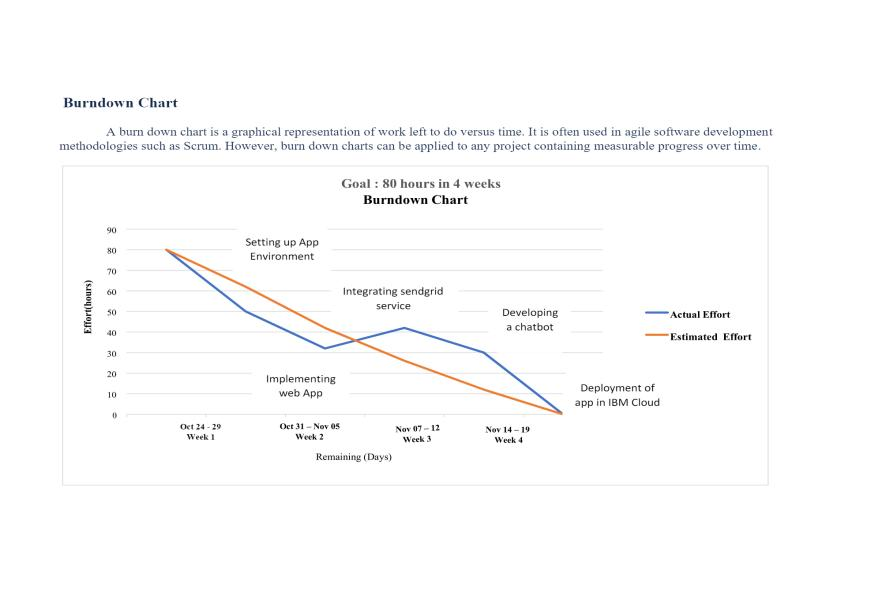 Burndown Chart
A burn down chart is a graphical representation of work left to do versus time. It is often used in agile software development
methodologies such as Scrum. However, burn down charts can be applied to any project containing measurable progress over time.
Goal : 80 hours in 4 weeks
Burndown Chart
90
80
70
60
50
40
30
20
10
0
Effort(hours)
Setting up App
Environment
Integrating sendgrid
service
Developing
a chatbot
Implementing
web App
Deployment of
app in IBM Cloud
Actual Effort
Estimated Effort
Oct 24 - 29
Week 1
Oct 31 – Nov 05
Week 2
Nov 07 – 12
Week 3
Nov 14 – 19
Week 4
Remaining (Days)